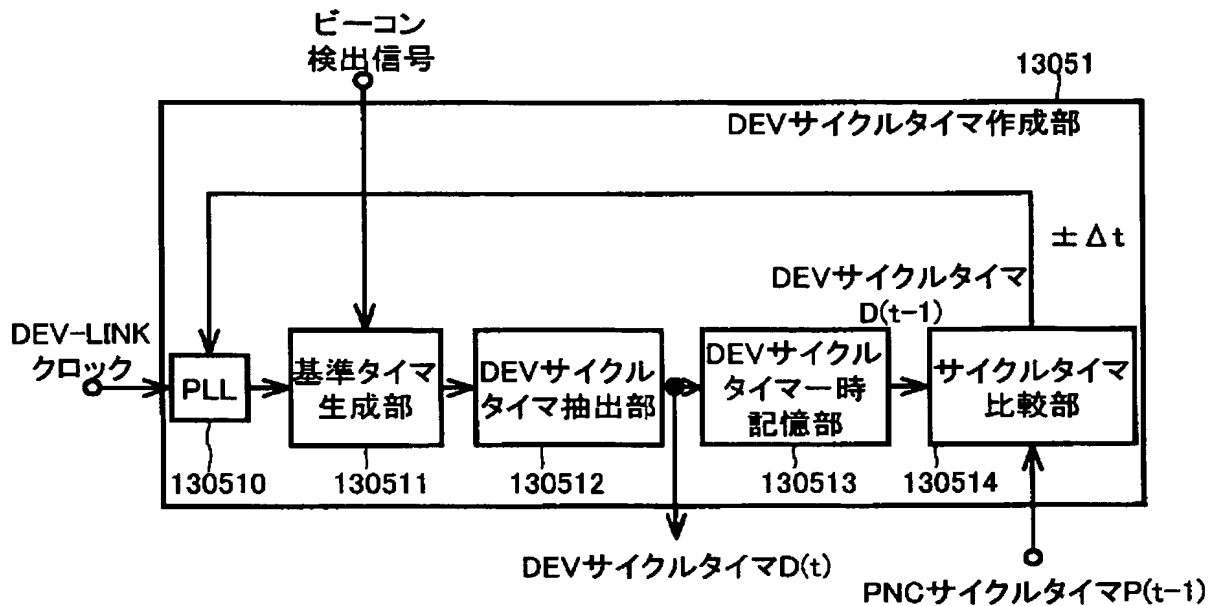 ビーコン
検出信号
13051
DEVサイクルタイマ作成部
±Δt
DEVサイクルタイマ
D(t-1)
DEV-LINK
クロック
PLL
基準タイマ
生成部
DEVサイクル
タイマ抽出部
DEVサイクル
タイマ一時
記憶部
サイクルタイマ
比較部
130510
130511
130512
130513
130514
DEVサイクルタイマD(t)
PNCサイクルタイマP(t-1)